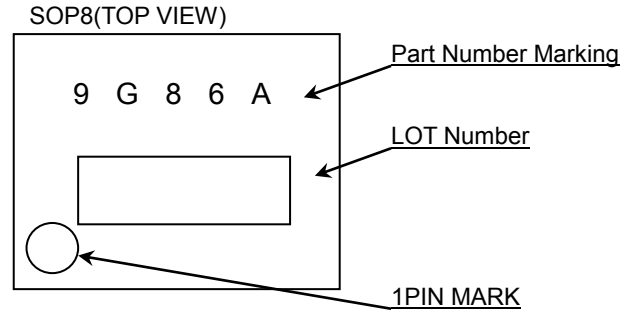 SOP8(TOP VIEW)
Part Number Marking
9 G 8 6 A
LOT Number
1PIN MARK